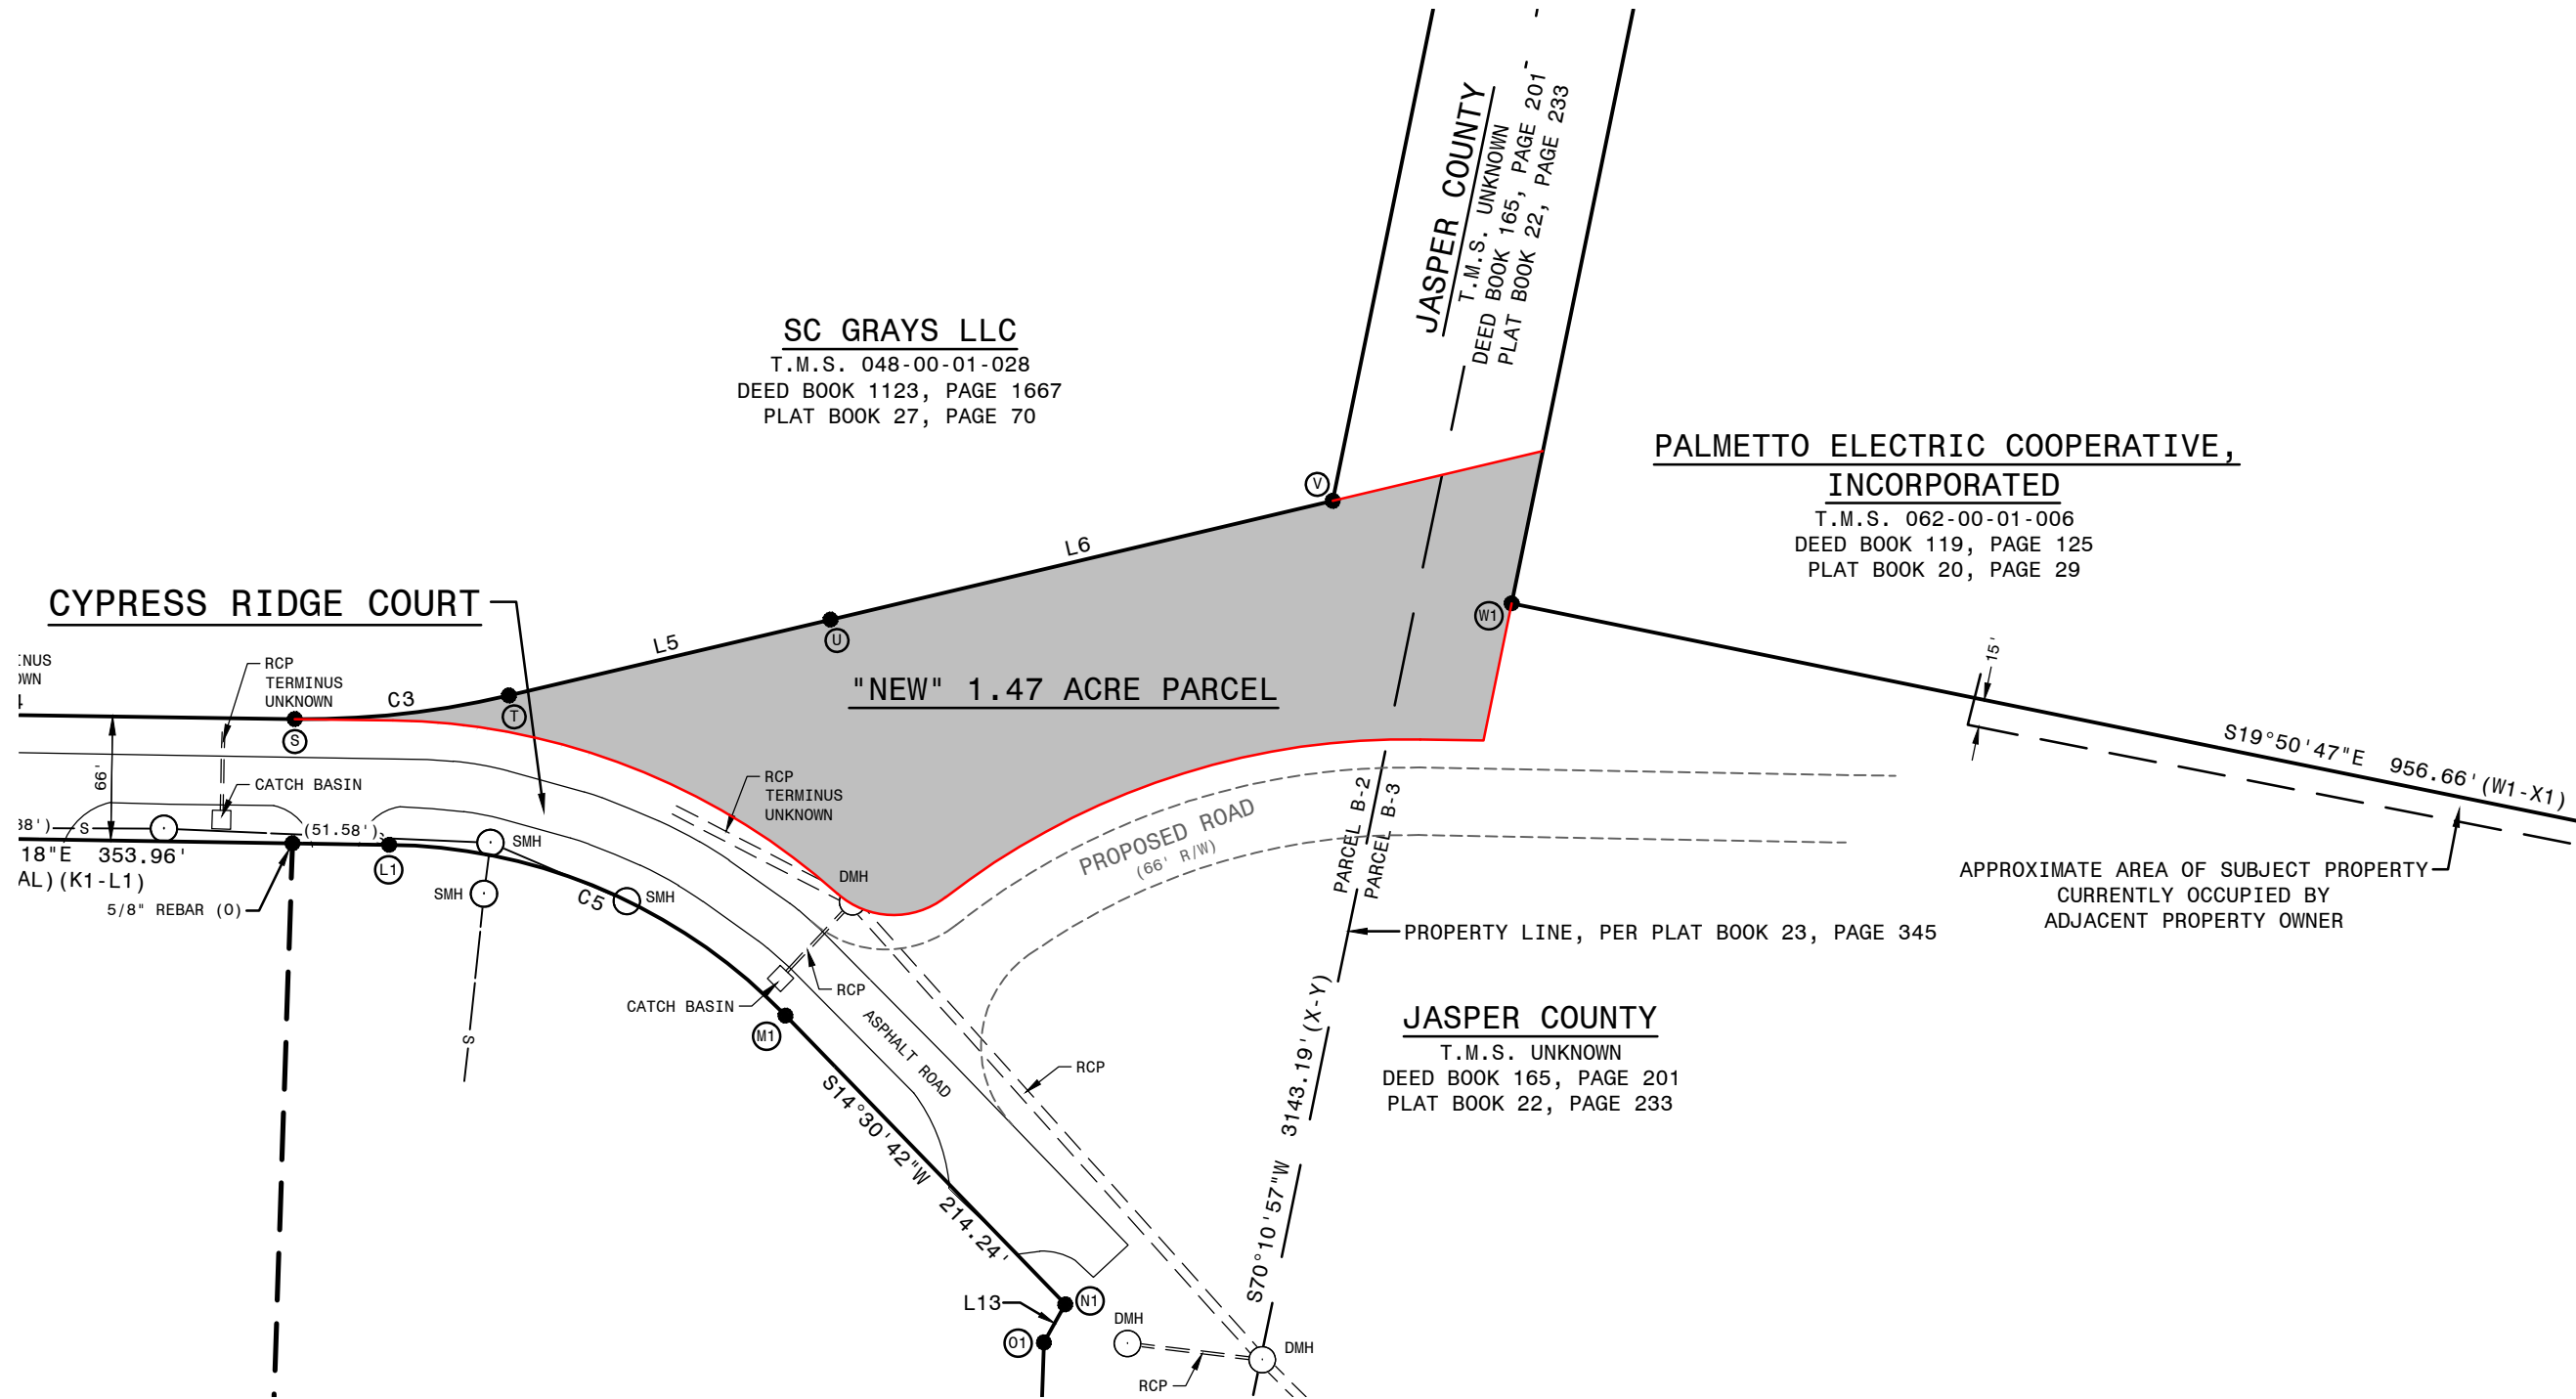 JASPER COUNTY
T.M.S. UNKNOWN
DEED BOOK 165, PAGE 201
PLAT BOOK 22, PAGE 233
SC GRAYS LLC
T.M.S. 048-00-01-028
DEED BOOK 1123, PAGE 1667
PLAT BOOK 27, PAGE 70
PALMETTO ELECTRIC COOPERATIVE,
INCORPORATED
T.M.S. 062-00-01-006
DEED BOOK 119, PAGE 125
PLAT BOOK 20, PAGE 29
V
L6
CYPRESS RIDGE COURT
W1
U
L5
RCP
TERMINUS
UNKNOWN
C3
"NEW" 1.47 ACRE PARCEL
T
S
15'
S19°50'47"E 956.66'(W1-X1)
66'
CATCH BASIN
RCP
TERMINUS
UNKNOWN
S
(51.58')
SMH
18"E 353.96'
AL)(K1-L1)
L1
5/8" REBAR (O)
SMH
C5
SMH
DMH
PROPOSED ROAD
(66' R/W)
PARCEL B-2
PARCEL B-3
APPROXIMATE AREA OF SUBJECT PROPERTY
CURRENTLY OCCUPIED BY
ADJACENT PROPERTY OWNER
PROPERTY LINE, PER PLAT BOOK 23, PAGE 345
RCP
CATCH BASIN
M1
ASPHALT ROAD
S
RCP
JASPER COUNTY
T.M.S. UNKNOWN
DEED BOOK 165, PAGE 201
PLAT BOOK 22, PAGE 233
S14°30'42"W 214.24'
S70°10'57"W 3143.19'(X-Y)
L13
N1
O1
DMH
DMH
RCP